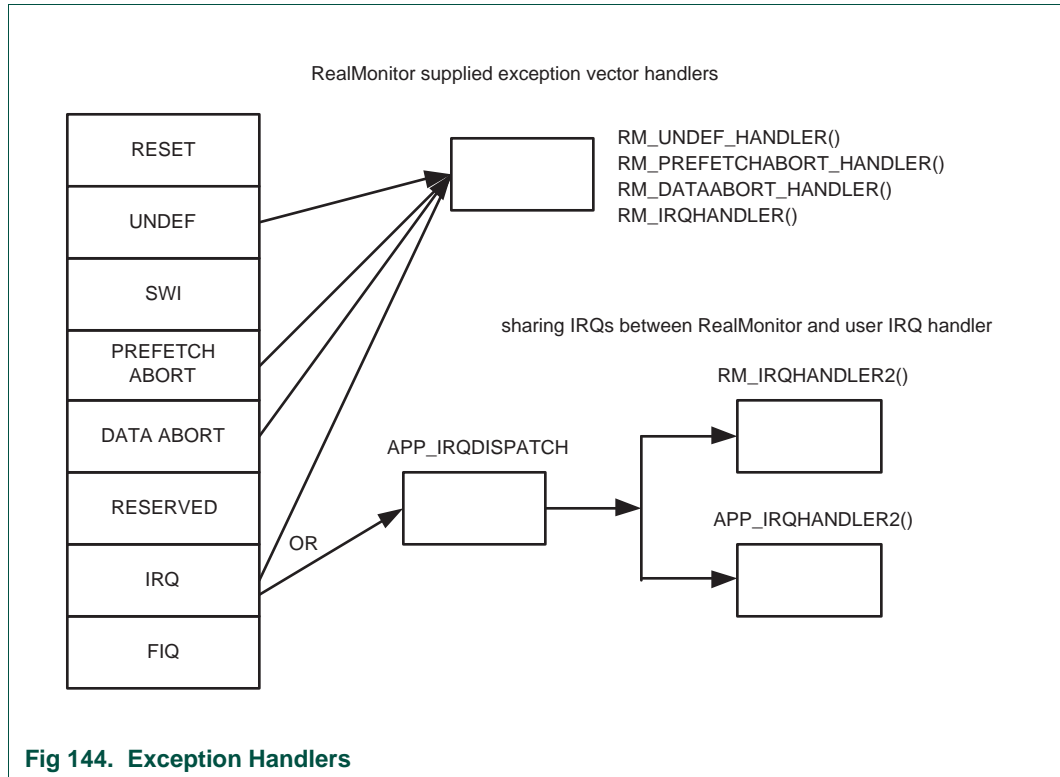 RealMonitor supplied exception vector handlers
RESET
UNDEF
SWI
PREFETCH
ABORT
DATA ABORT
RESERVED
IRQ
FIQ
RM_UNDEF_HANDLER()
RM_PREFETCHABORT_HANDLER()
RM_DATAABORT_HANDLER()
RM_IRQHANDLER()
sharing IRQs between RealMonitor and user IRQ handler
RM_IRQHANDLER2()
APP_IRQDISPATCH
OR
APP_IRQHANDLER2()
Fig 144. Exception Handlers